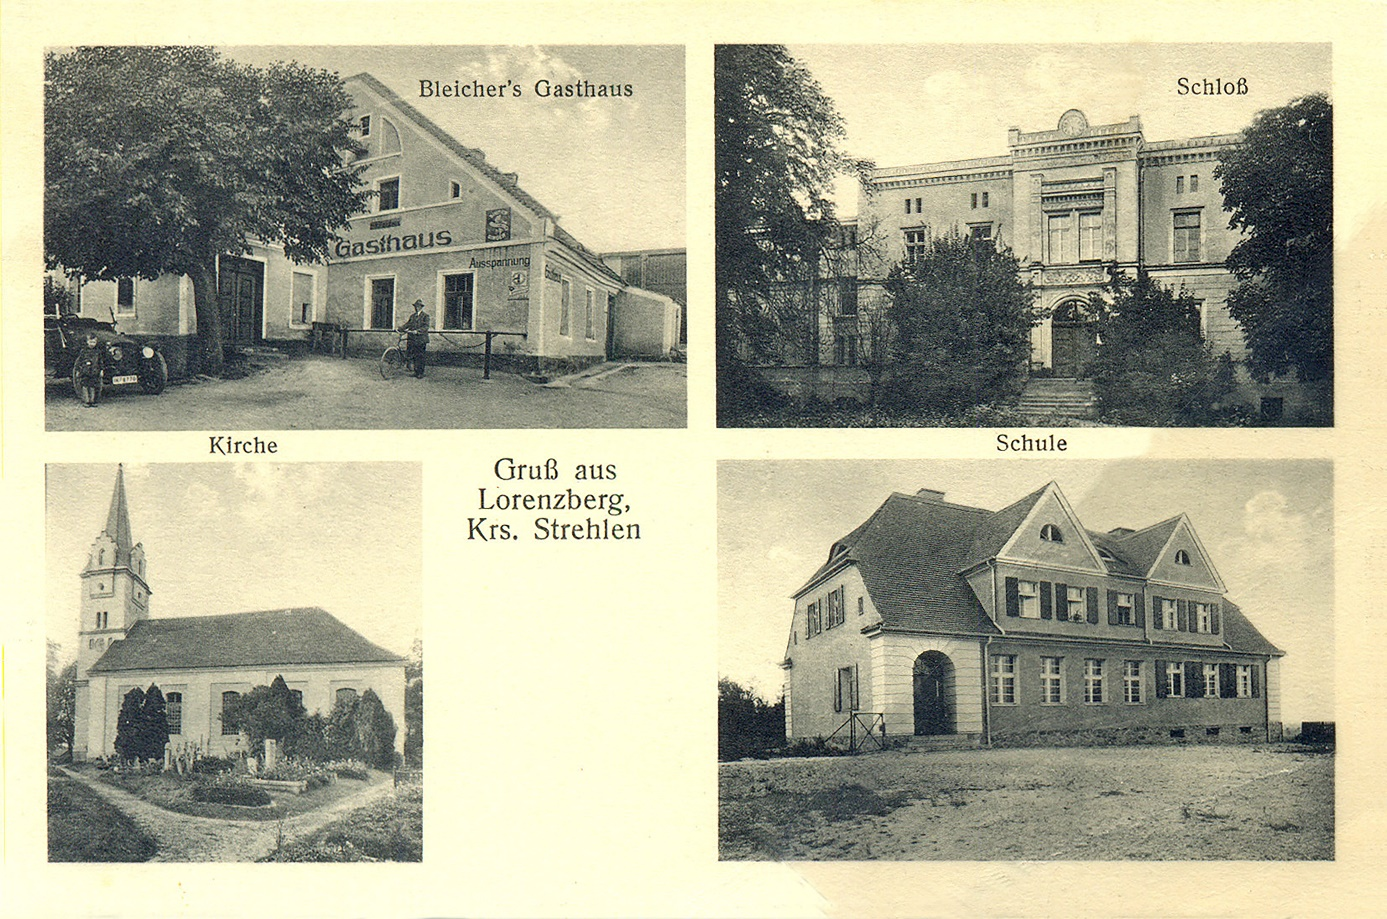 Bleicher's Gasthaus
Gasthaus
Ausspannung
Schloß
Kirche
Gruß aus
Lorenzberg,
Krs. Strehlen
Schule